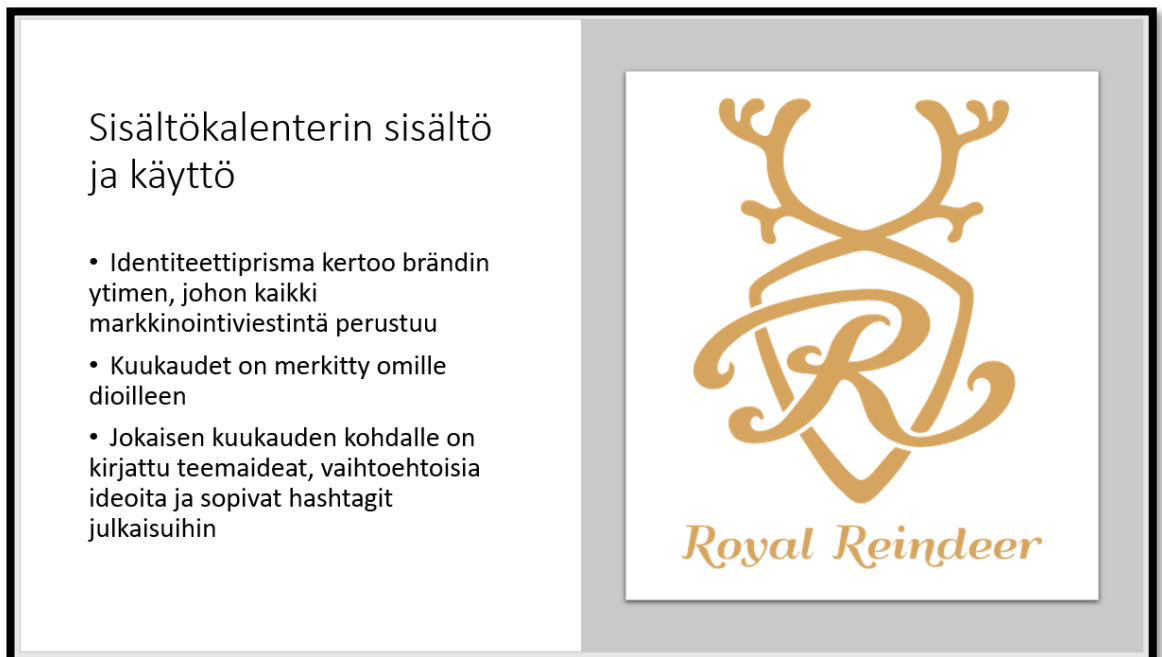 Sisältökalenterin sisältö
ja käyttö
• Identiteettiprisma kertoo brändin
ytimen, johon kaikki
markkinointiviestintä perustuu
• Kuukaudet on merkitty omille
dioilleen
• Jokaisen kuukauden kohdalle on
kirjattu teemaideat, vaihtoehtoisia
ideoita ja sopivat hashtagit
julkaisuihin
R
Royal Reindeer